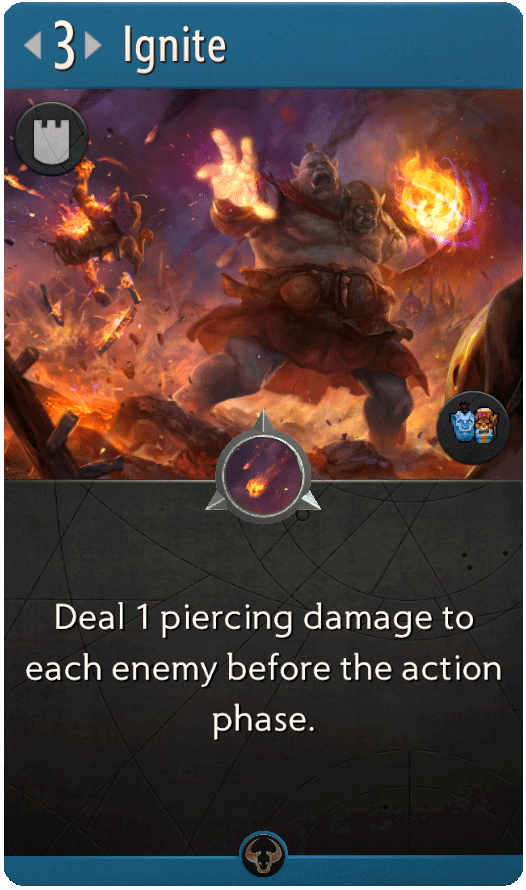 3 Ignite
Deal 1 piercing damage to
each enemy before the action
phase.